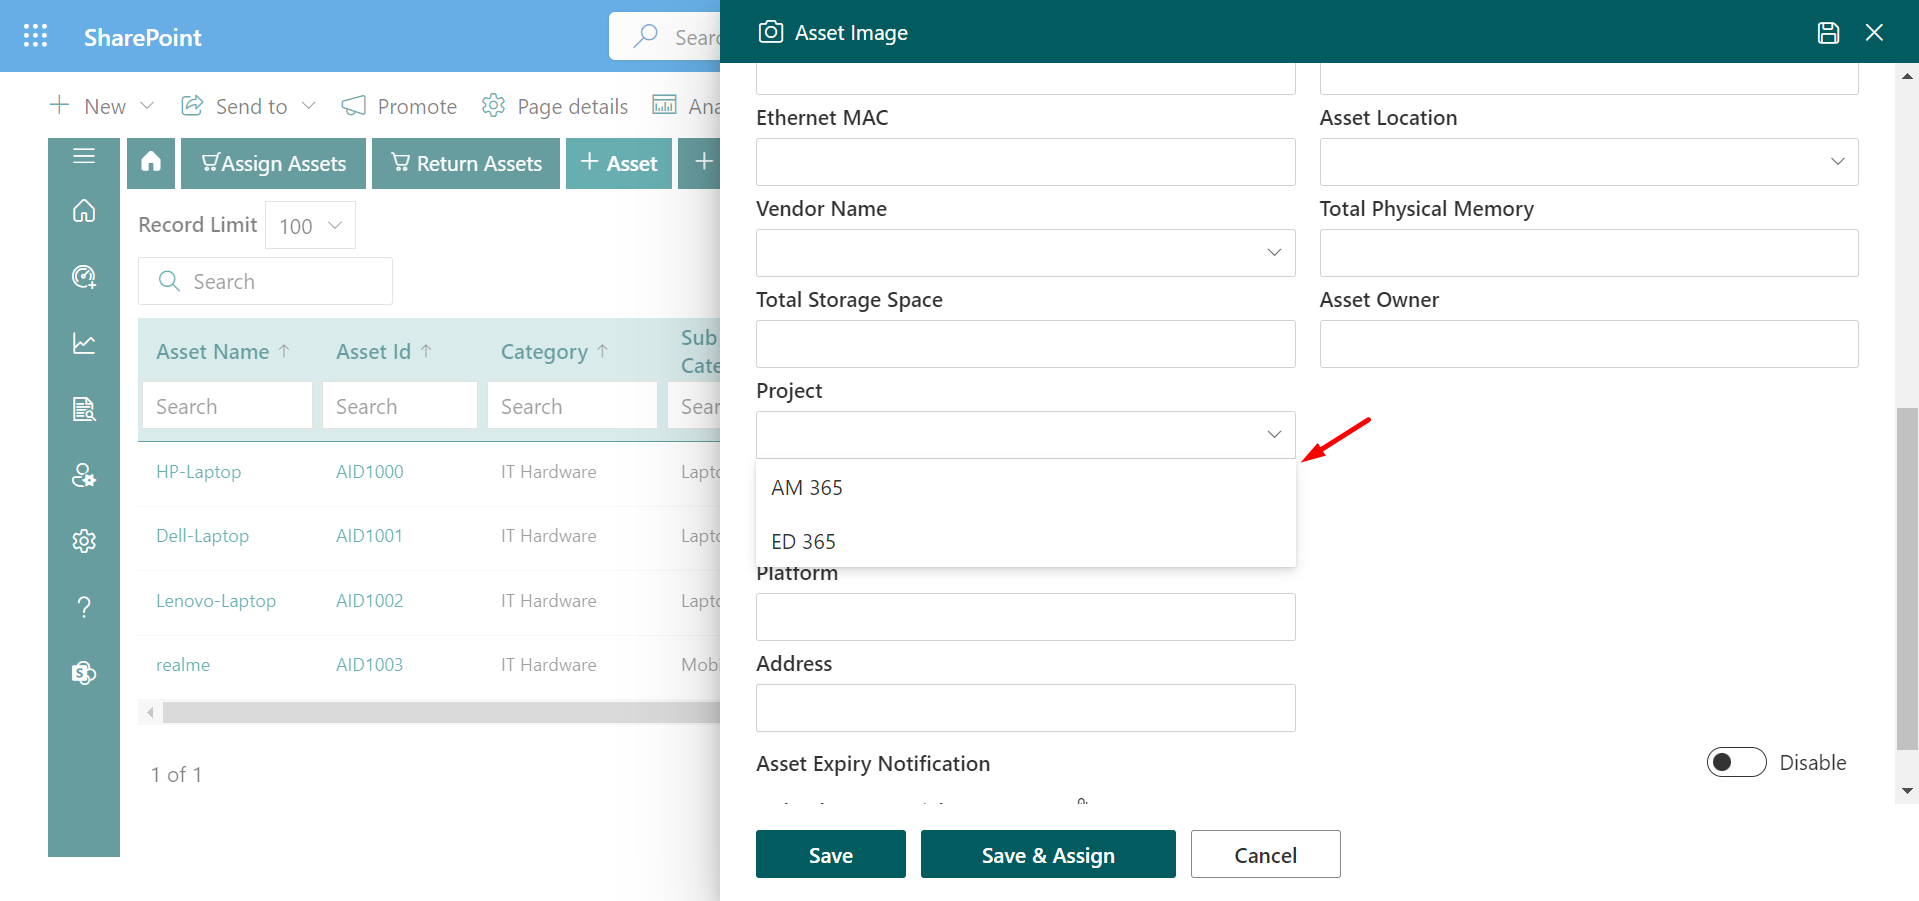 SharePoint
Sear
Asset Image
New
Send to
Promote
Page details
Ana
Assign Assets
Return Assets
+ Asset
+
Record Limit
100
Search
Asset Name ↑
Asset Id ↑
Category ↑
Sub
Cate
Search
Search
Search
Sear
HP-Laptop
AID1000
IT Hardware
Lapto
Dell-Laptop
AID1001
IT Hardware
Lapto
Lenovo-Laptop
AID1002
IT Hardware
Lapto
realme
AID1003
IT Hardware
Mob
1 of 1
Ethernet MAC
Asset Location
Vendor Name
Total Physical Memory
Total Storage Space
Asset Owner
Project
AM 365
ED 365
Platform
Address
Asset Expiry Notification
Disable
Save
Save & Assign
Cancel